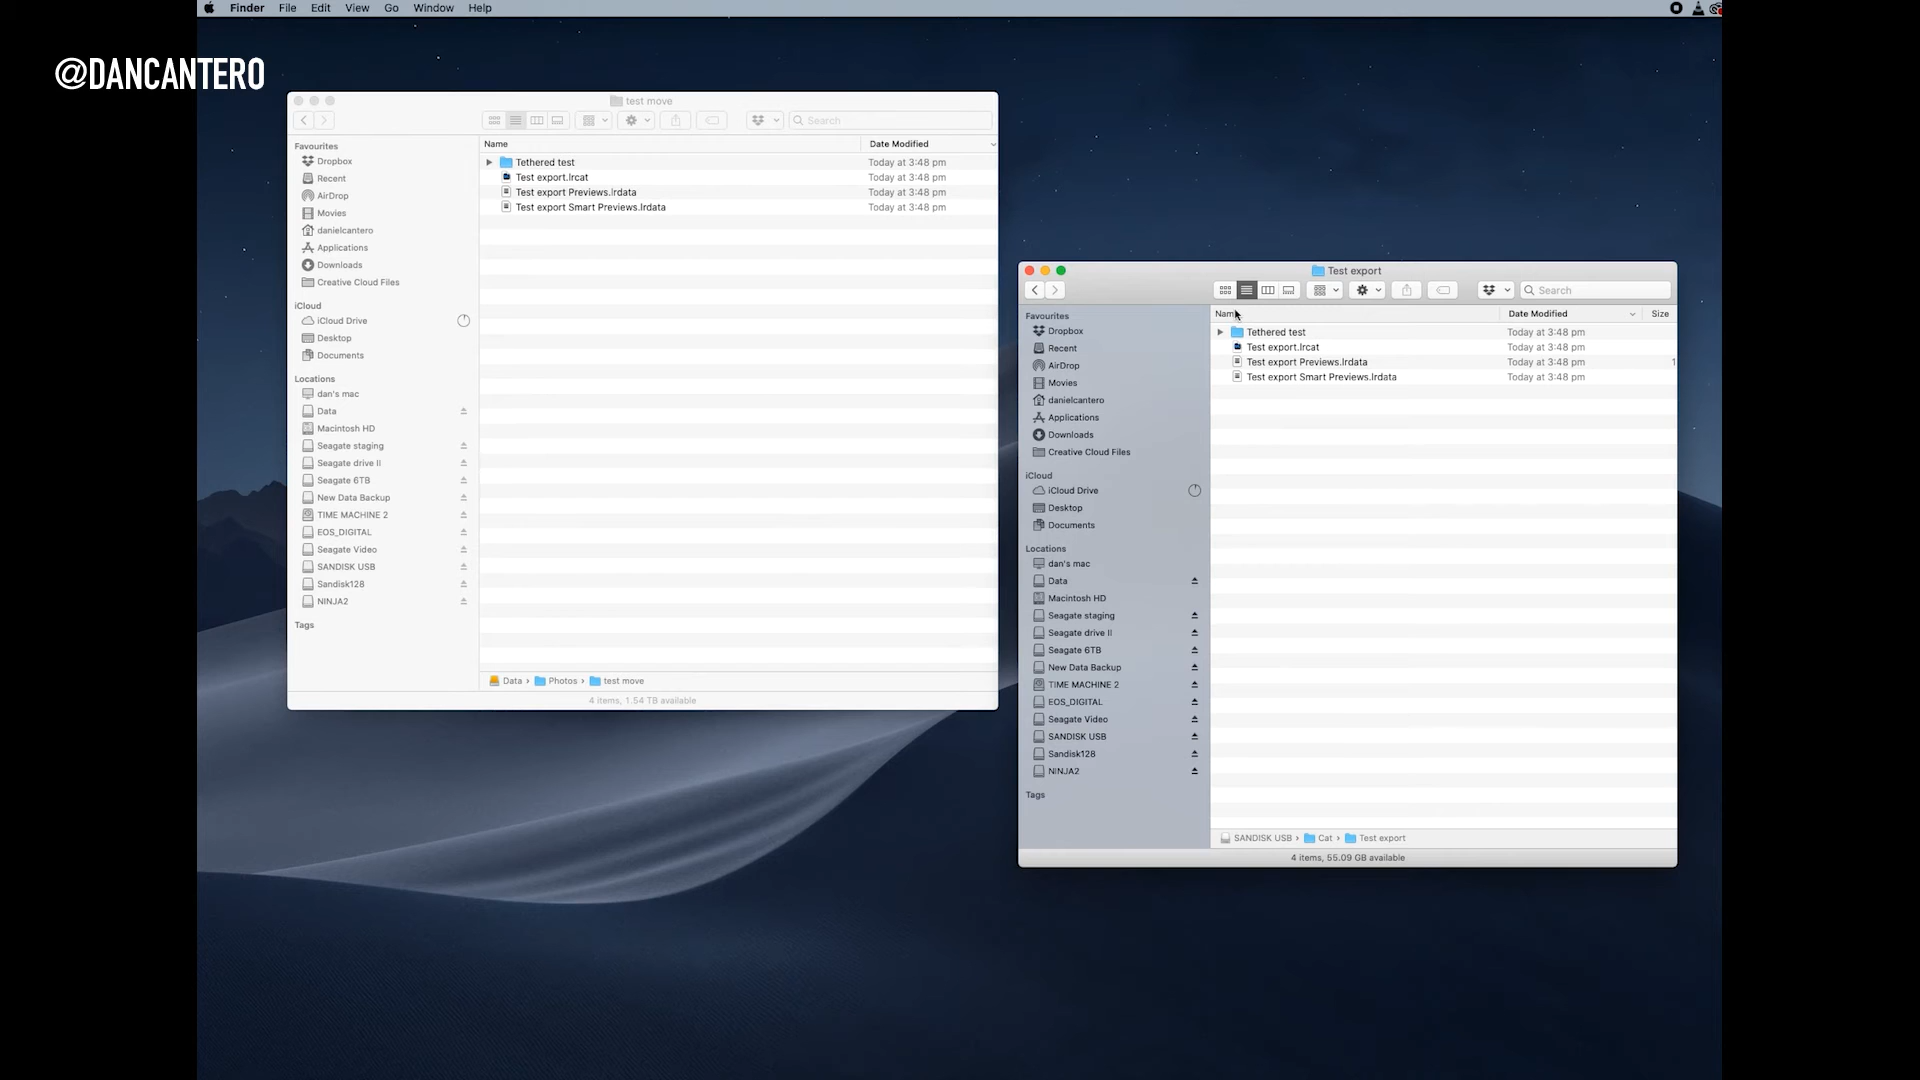 Finder File Edit View Go Window Help
@DANCANTERO
test move
Search
Favourites
Dropbox
Recent
AirDrop
Movies
danielcantero
Applications
Downloads
Creative Cloud Files
iCloud
iCloud Drive
Desktop
Documents
Locations
dan's mac
Data
Macintosh HD
Seagate staging
Seagate drive II
Seagate 6TB
New Data Backup
TIME MACHINE 2
EOS_DIGITAL
Seagate Video
SANDISK USB
Sandisk128
NINJA2
Tags
Name Date Modified
Tethered test Today at 3:48 pm
Test export.lrcat Today at 3:48 pm
Test export Previews.lrdata Today at 3:48 pm
Test export Smart Previews.lrdata Today at 3:48 pm
Data › Photos › test move
4 items, 1.54 TB available
Test export
Search
Favourites
Dropbox
Recent
AirDrop
Movies
danielcantero
Applications
Downloads
Creative Cloud Files
iCloud
iCloud Drive
Desktop
Documents
Locations
dan's mac
Data
Macintosh HD
Seagate staging
Seagate drive II
Seagate 6TB
New Data Backup
TIME MACHINE 2
EOS_DIGITAL
Seagate Video
SANDISK USB
Sandisk128
NINJA2
Tags
Name Date Modified Size
Tethered test Today at 3:48 pm
Test export.lrcat Today at 3:48 pm
Test export Previews.lrdata Today at 3:48 pm 1
Test export Smart Previews.lrdata Today at 3:48 pm
SANDISK USB › Cat › Test export
4 items, 55.09 GB available